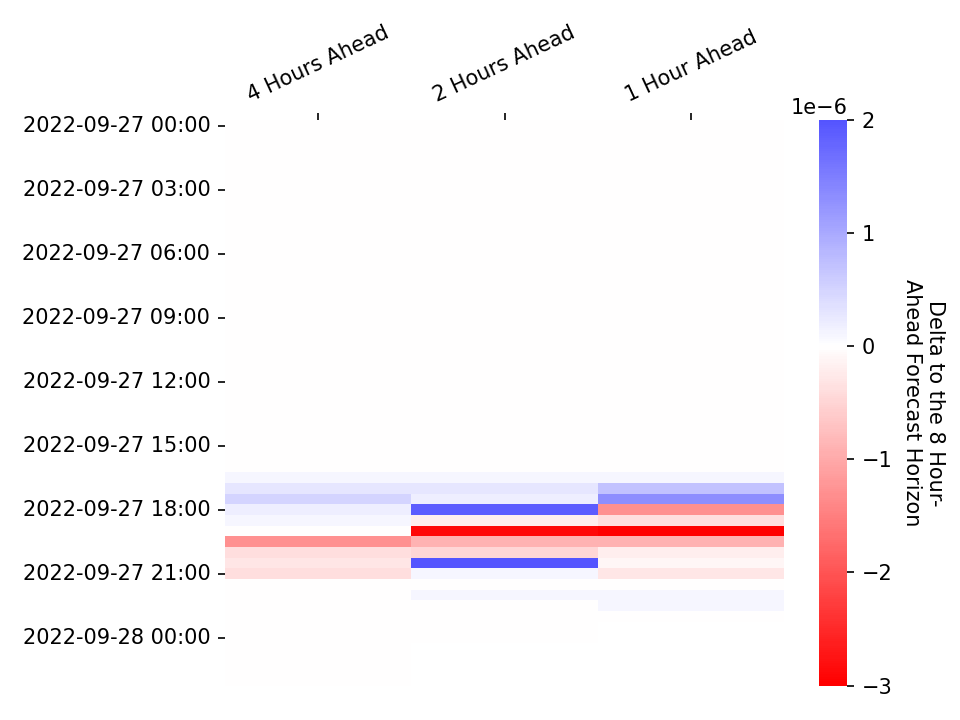 4 Hours Ahead
2 Hours Ahead
1 Hour Ahead
2022-09-27 00:00
2022-09-27 03:00
2022-09-27 06:00
2022-09-27 09:00
2022-09-27 12:00
2022-09-27 15:00
2022-09-27 18:00
2022-09-27 21:00
2022-09-28 00:00
1e−6
2
1
0
−1
−2
−3
Delta to the 8 Hour-
Ahead Forecast Horizon